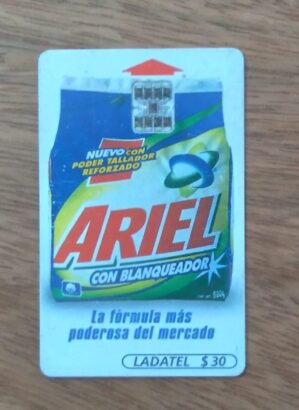 NUEVO CON
PODER TALLADOR
REFORZADO
ARIEL
CON BLANQUEADOR
La fórmula más
poderosa del mercado
LADATEL $30